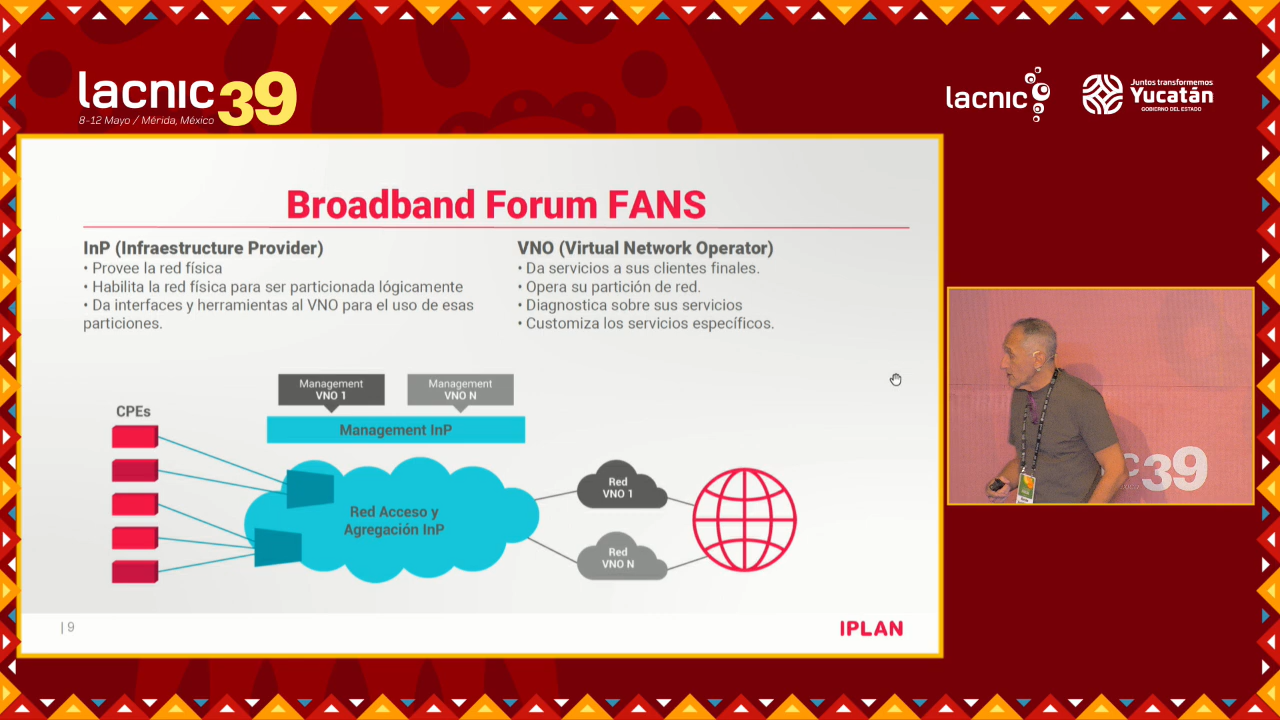 lacnic 39
8-12 Mayo / Mérida, México
lacnic
Juntos transformemos
Yucatán
GOBIERNO DEL ESTADO
Broadband Forum FANS
InP (Infraestructure Provider)
• Provee la red física
• Habilita la red física para ser particionada lógicamente
• Da interfaces y herramientas al VNO para el uso de esas
particiones.
VNO (Virtual Network Operator)
• Da servicios a sus clientes finales.
• Opera su partición de red.
• Diagnostica sobre sus servicios
• Customiza los servicios específicos.
Management
VNO 1
Management
VNO N
CPEs
Management InP
Red Acceso y
Agregación InP
Red
VNO 1
Red
VNO N
| 9
IPLAN
c39